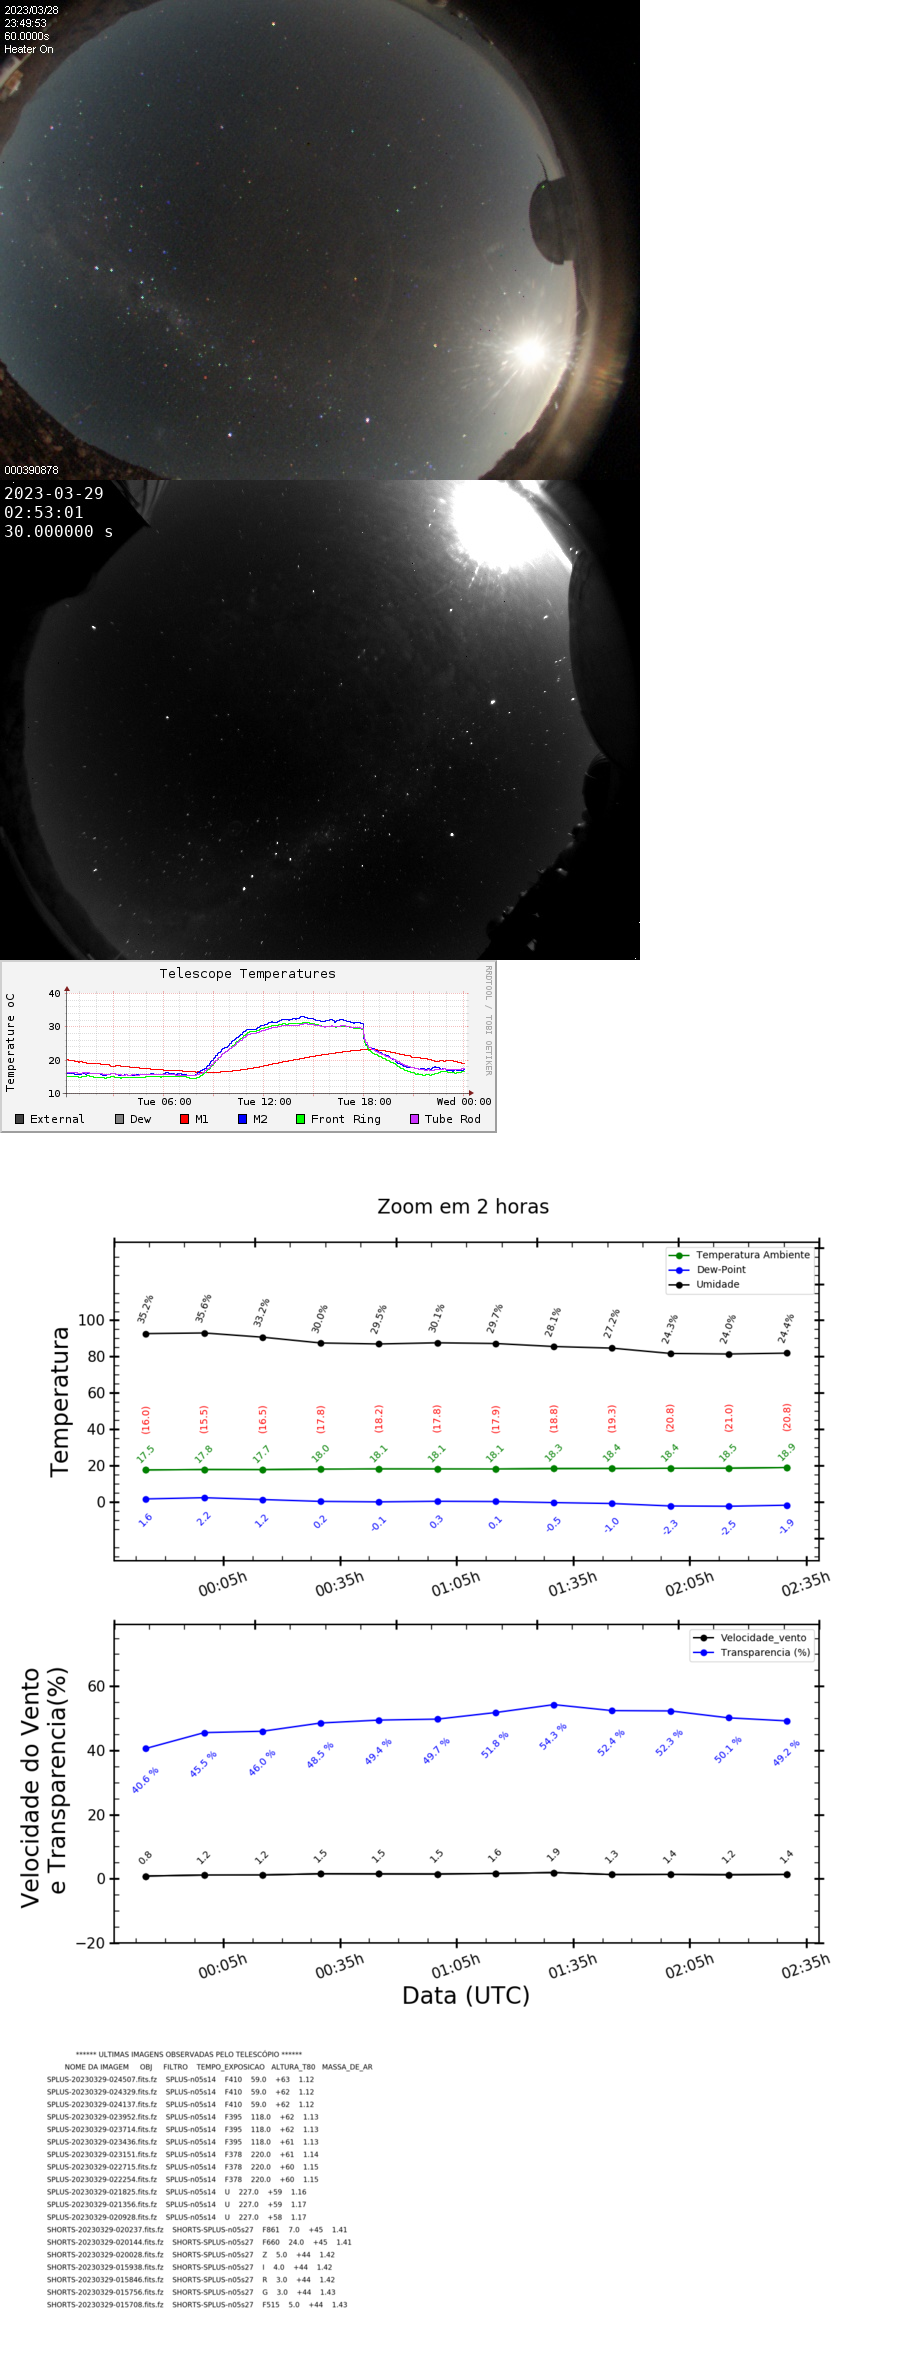 2023/03/28
23:49:53
60.0000s
Heater On
000390878
2023-03-29
02:53:01
30.000000 s
Telescope Temperatures
Temperature oC
40
30
20
10
Tue 06:00 Tue 12:00 Tue 18:00 Wed 00:00
External Dew M1 M2 Front Ring Tube Rod
RRDTOOL / TOBI OETIKER
Zoom em 2 horas
Temperatura Ambiente
Dew-Point
Umidade
Temperatura
100
80
60
40
20
0
35.2% 35.6% 33.2% 30.0% 29.5% 30.1% 29.7% 28.1% 27.2% 24.3% 24.0% 24.4%
(16.0) (15.5) (16.5) (17.8) (18.2) (17.8) (17.9) (18.8) (19.3) (20.8) (21.0) (20.8)
17.5 17.8 17.7 18.0 18.1 18.1 18.1 18.3 18.4 18.4 18.5 18.9
1.6 2.2 1.2 0.2 -0.1 0.3 0.1 -0.5 -1.0 -2.3 -2.5 -1.9
00:05h 00:35h 01:05h 01:35h 02:05h 02:35h
Velocidade_vento
Transparencia (%)
Velocidade do Vento
e Transparencia(%)
60
40
20
0
−20
40.6 % 45.5 % 46.0 % 48.5 % 49.4 % 49.7 % 51.8 % 54.3 % 52.4 % 52.3 % 50.1 % 49.2 %
0.8 1.2 1.2 1.5 1.5 1.5 1.6 1.9 1.3 1.4 1.2 1.4
00:05h 00:35h 01:05h 01:35h 02:05h 02:35h
Data (UTC)
****** ULTIMAS IMAGENS OBSERVADAS PELO TELESCÓPIO ******
NOME DA IMAGEM OBJ FILTRO TEMPO_EXPOSICAO ALTURA_T80 MASSA_DE_AR
SPLUS-20230329-024507.fits.fz SPLUS-n05s14 F410 59.0 +63 1.12
SPLUS-20230329-024329.fits.fz SPLUS-n05s14 F410 59.0 +62 1.12
SPLUS-20230329-024137.fits.fz SPLUS-n05s14 F410 59.0 +62 1.12
SPLUS-20230329-023952.fits.fz SPLUS-n05s14 F395 118.0 +62 1.13
SPLUS-20230329-023714.fits.fz SPLUS-n05s14 F395 118.0 +62 1.13
SPLUS-20230329-023436.fits.fz SPLUS-n05s14 F395 118.0 +61 1.13
SPLUS-20230329-023151.fits.fz SPLUS-n05s14 F378 220.0 +61 1.14
SPLUS-20230329-022715.fits.fz SPLUS-n05s14 F378 220.0 +60 1.15
SPLUS-20230329-022254.fits.fz SPLUS-n05s14 F378 220.0 +60 1.15
SPLUS-20230329-021825.fits.fz SPLUS-n05s14 U 227.0 +59 1.16
SPLUS-20230329-021356.fits.fz SPLUS-n05s14 U 227.0 +59 1.17
SPLUS-20230329-020928.fits.fz SPLUS-n05s14 U 227.0 +58 1.17
SHORTS-20230329-020237.fits.fz SHORTS-SPLUS-n05s27 F861 7.0 +45 1.41
SHORTS-20230329-020144.fits.fz SHORTS-SPLUS-n05s27 F660 24.0 +45 1.41
SHORTS-20230329-020028.fits.fz SHORTS-SPLUS-n05s27 Z 5.0 +44 1.42
SHORTS-20230329-015938.fits.fz SHORTS-SPLUS-n05s27 I 4.0 +44 1.42
SHORTS-20230329-015846.fits.fz SHORTS-SPLUS-n05s27 R 3.0 +44 1.42
SHORTS-20230329-015756.fits.fz SHORTS-SPLUS-n05s27 G 3.0 +44 1.43
SHORTS-20230329-015708.fits.fz SHORTS-SPLUS-n05s27 F515 5.0 +44 1.43